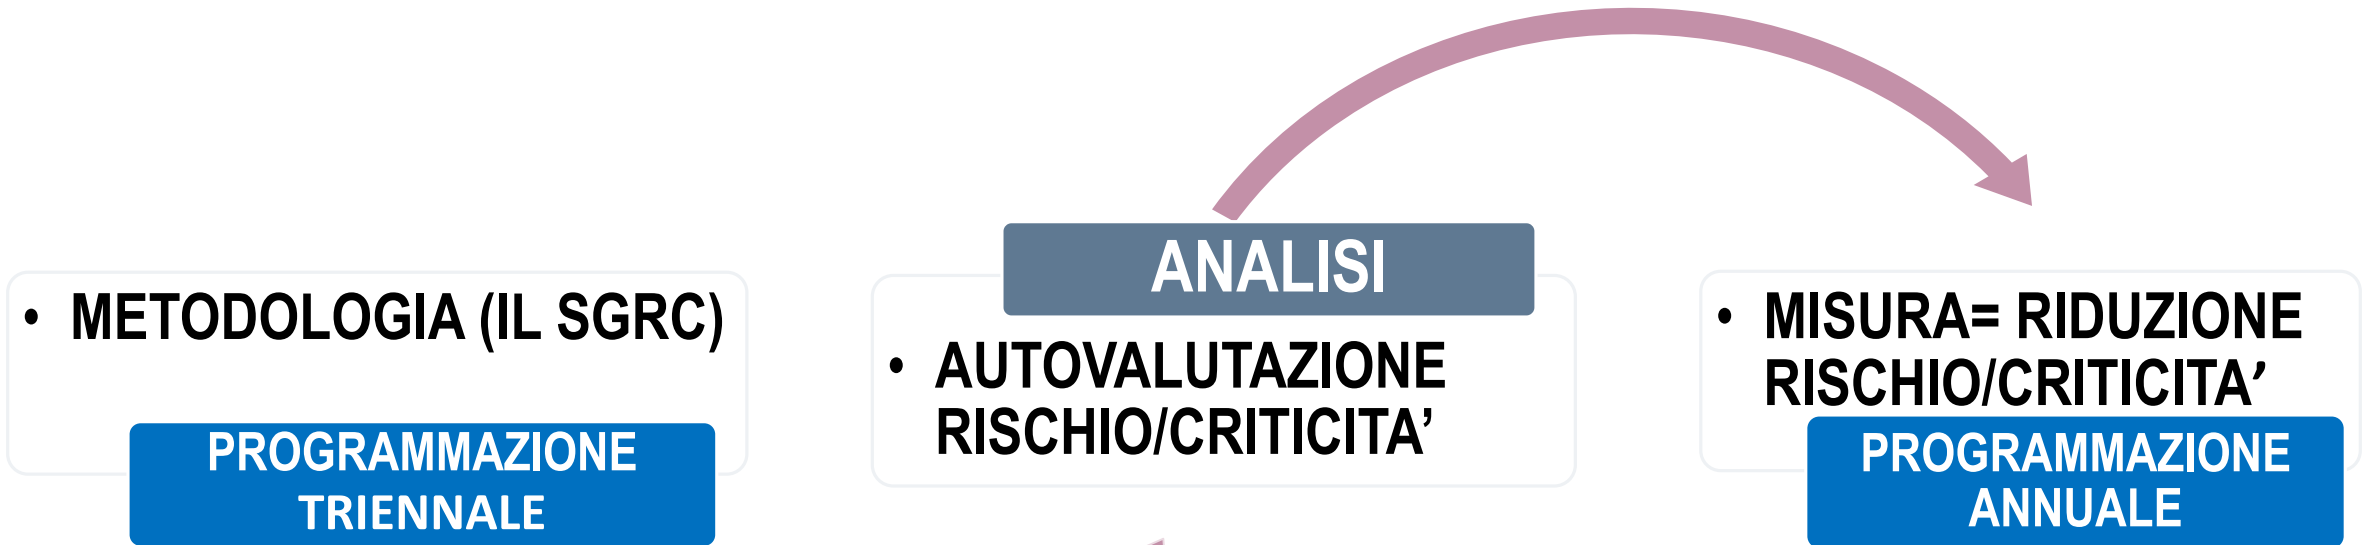 • METODOLOGIA (IL SGRC)
PROGRAMMAZIONE
TRIENNALE
ANALISI
• AUTOVALUTAZIONE
RISCHIO/CRITICITA’
• MISURA= RIDUZIONE
RISCHIO/CRITICITA’
PROGRAMMAZIONE
ANNUALE